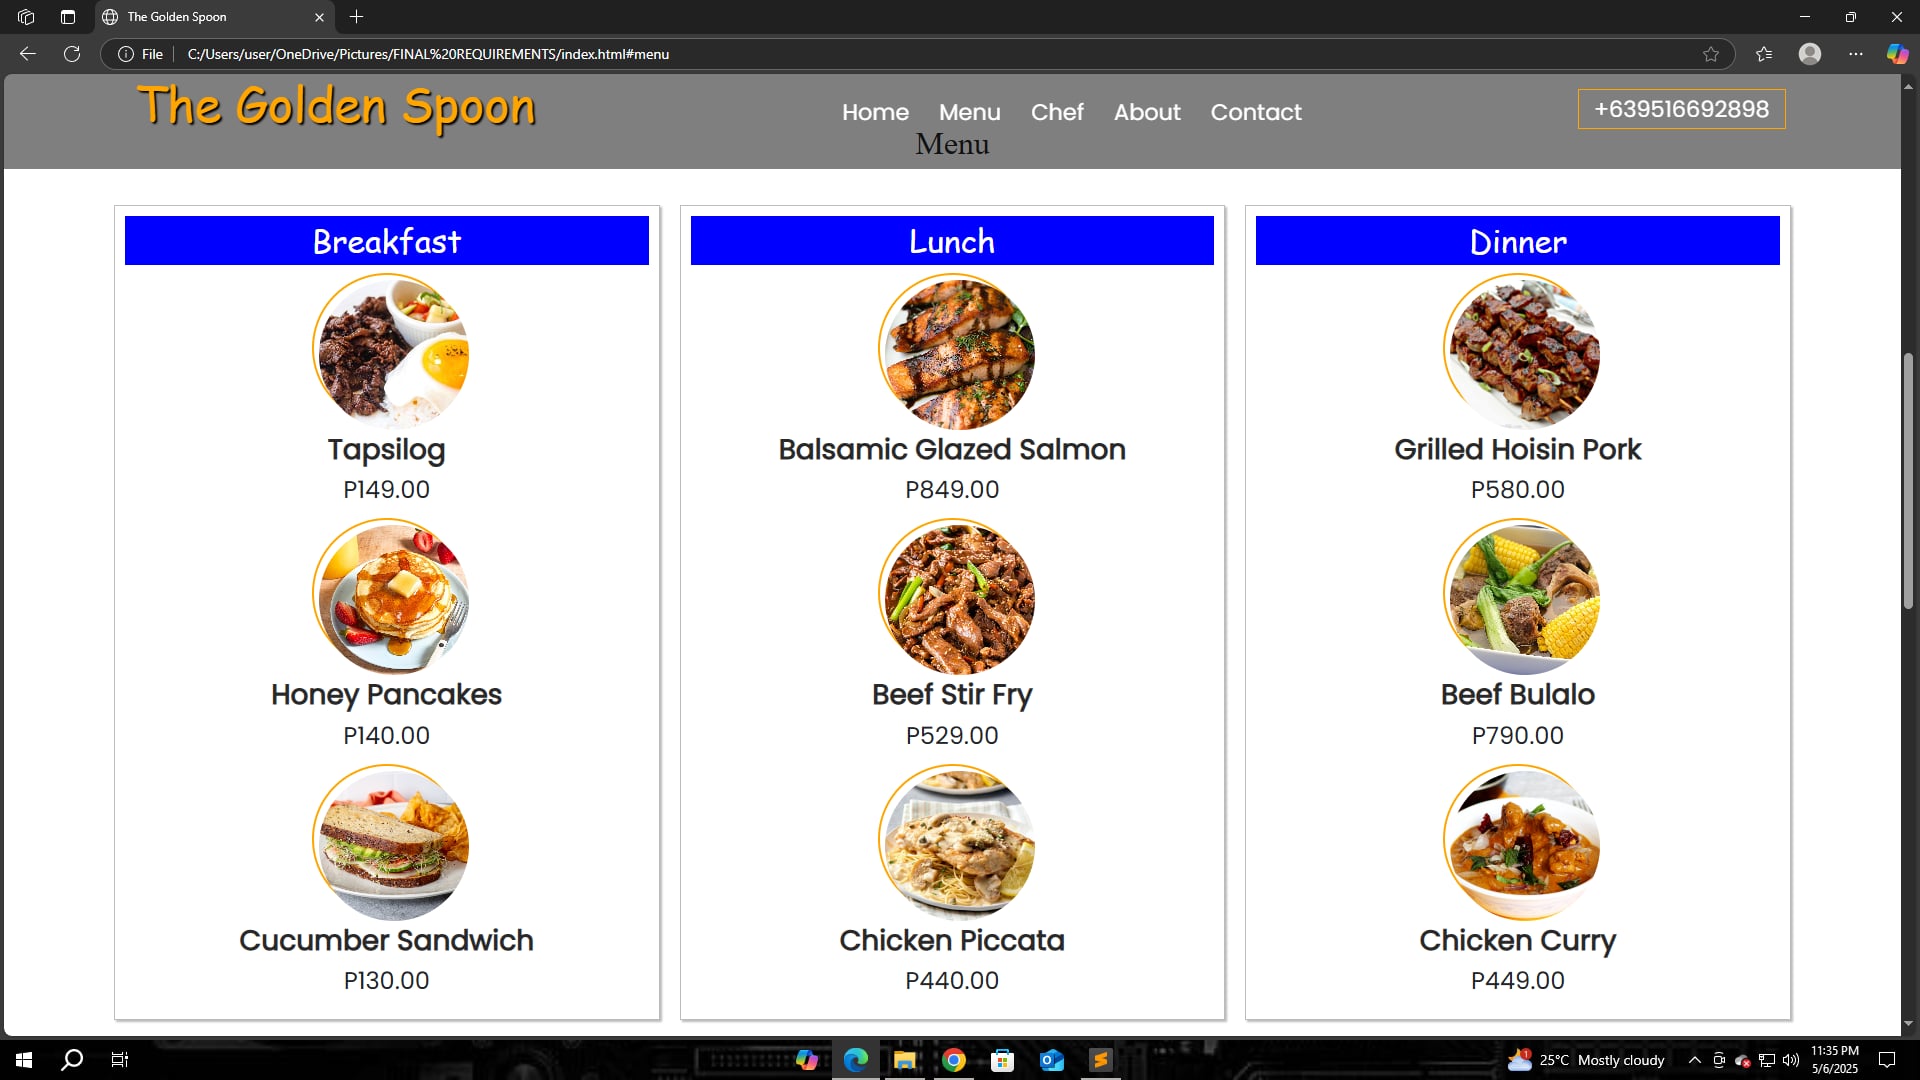 The Golden Spoon
File
C:/Users/user/OneDrive/Pictures/FINAL%20REQUIREMENTS/index.html#menu
The Golden Spoon
Home Menu Chef About Contact
+639516692898
Menu
Breakfast
Tapsilog
P149.00
Honey Pancakes
P140.00
Cucumber Sandwich
P130.00
Lunch
Balsamic Glazed Salmon
P849.00
Beef Stir Fry
P529.00
Chicken Piccata
P440.00
Dinner
Grilled Hoisin Pork
P580.00
Beef Bulalo
P790.00
Chicken Curry
P449.00
1
25°C Mostly cloudy
11:35 PM
5/6/2025